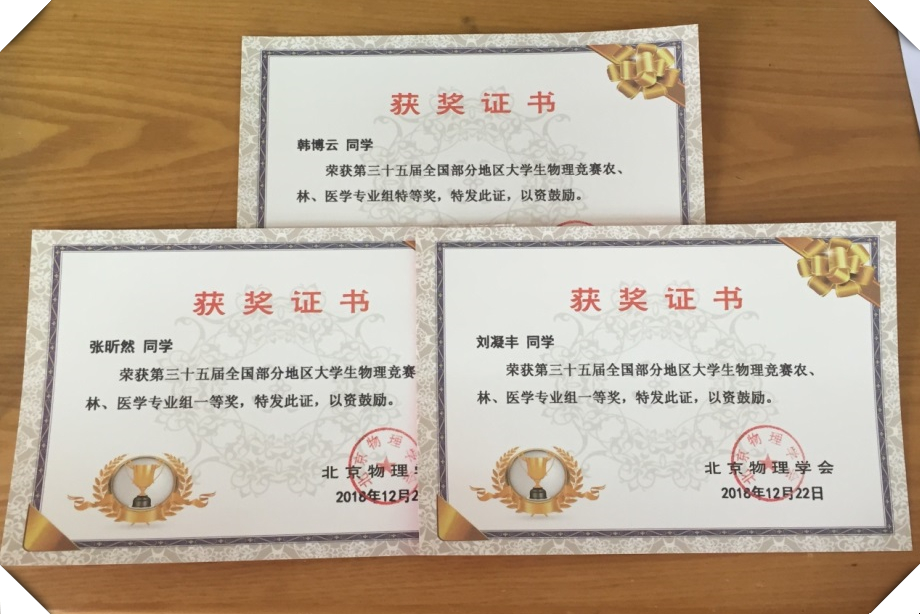 获奖证书
韩博云 同学
荣获第三十五届全国部分地区大学生物理竞赛农、
林、医学专业组特等奖，特发此证，以资鼓励。
获奖证书
张昕然 同学
荣获第三十五届全国部分地区大学生物理竞赛
林、医学专业组一等奖，特发此证，以资鼓励。
北京物理
2018年12月2
获奖证书
刘凝丰 同学
荣获第三十五届全国部分地区大学生物理竞赛农、
林、医学专业组一等奖，特发此证，以资鼓励。
北京物理学会
2018年12月22日